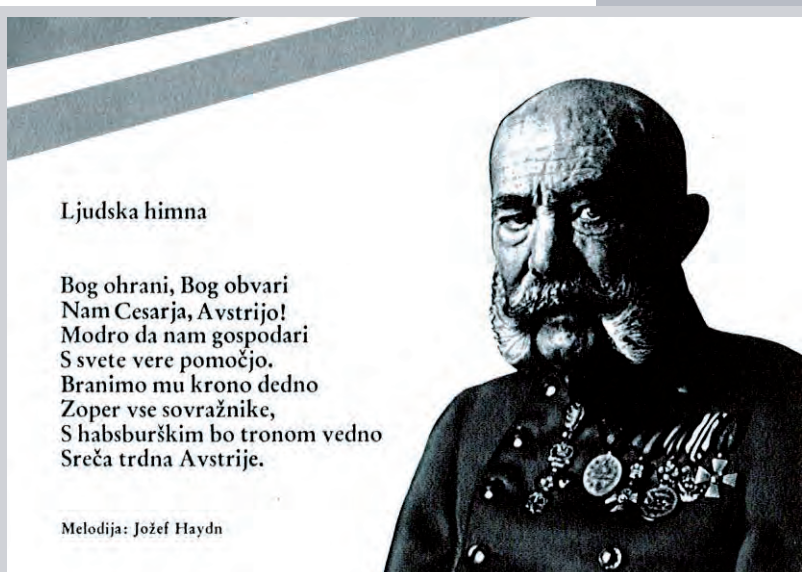 Ljudska himna
Bog ohrani, Bog obvari
Nam Cesarja, Avstrijo!
Modro da nam gospodari
S svete vere pomočjo.
Branimo mu krono dedno
Zoper vse sovražnike,
S habsburškim bo tronom vedno
Sreča trdna Avstrije.
Melodija: Jožef Haydn